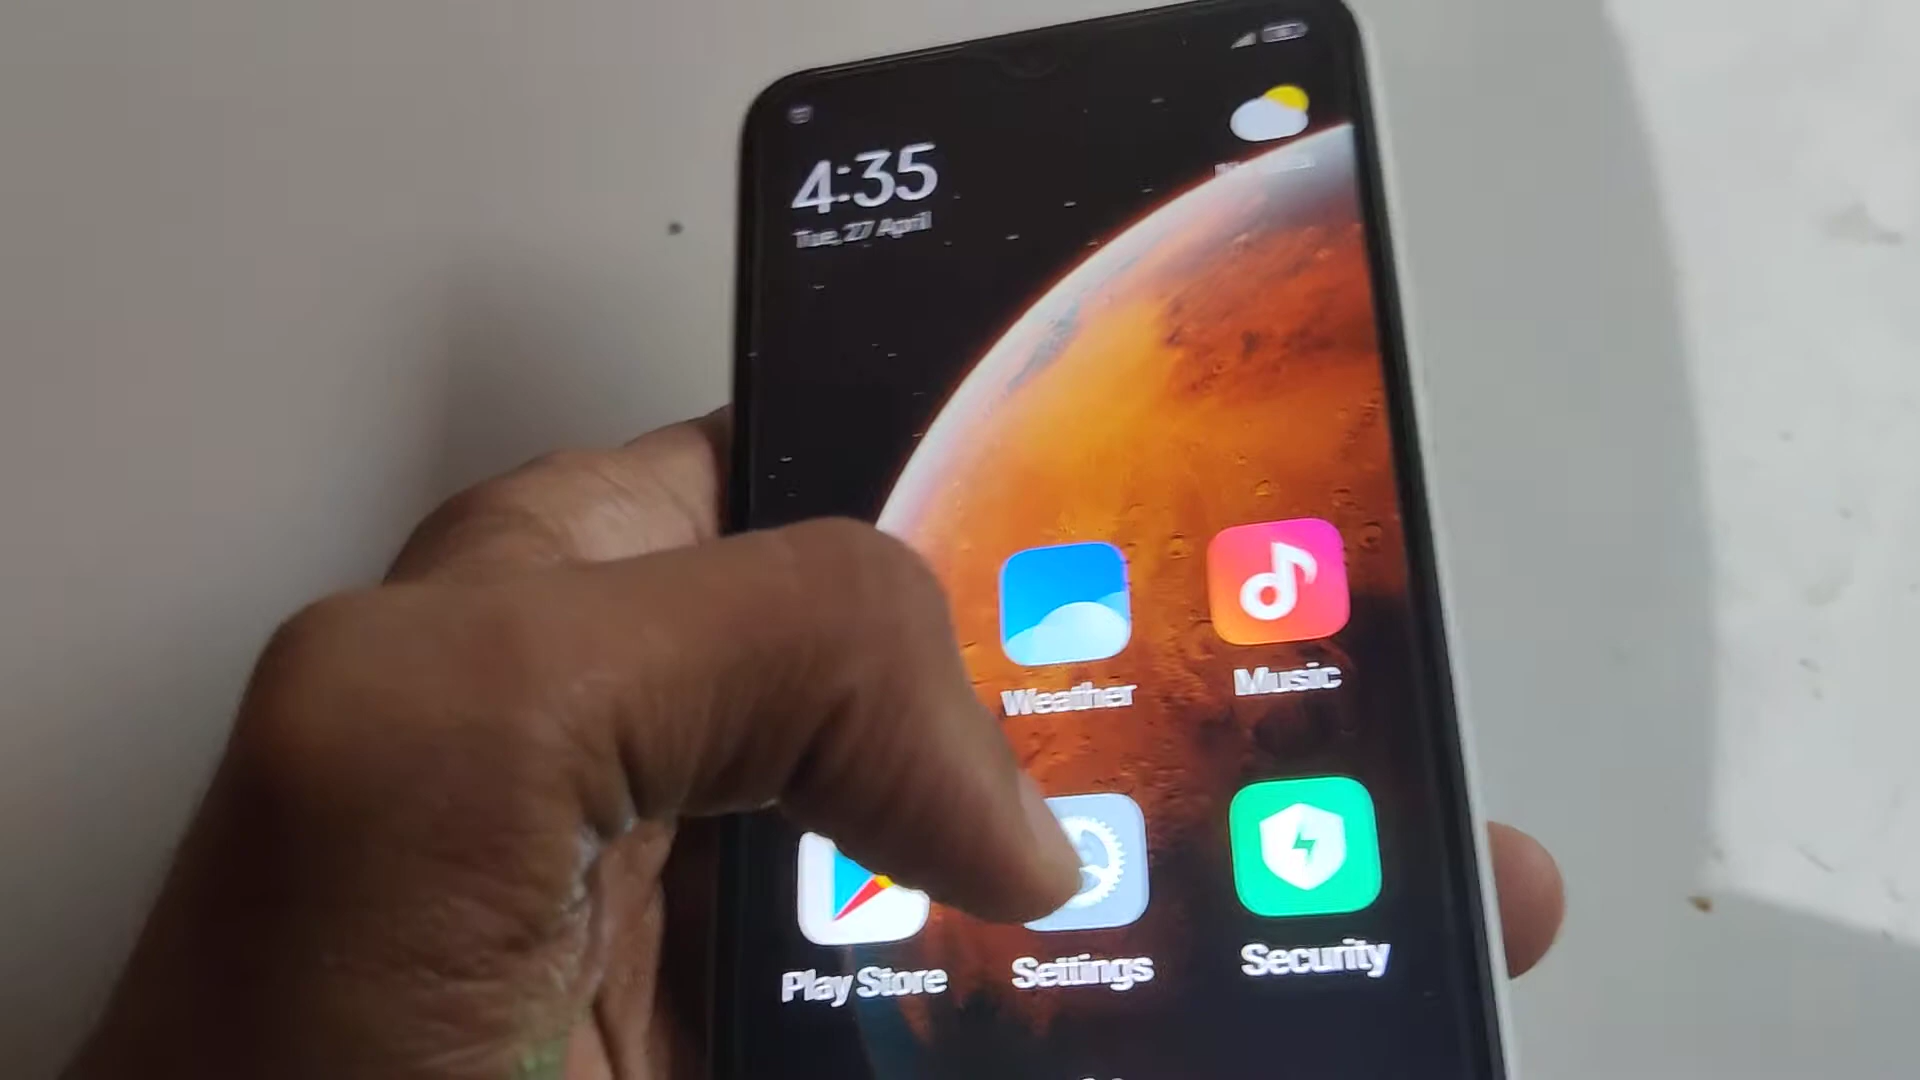 4:35
Tue, 27 April
Weather
Music
Play Store
Settings
Security